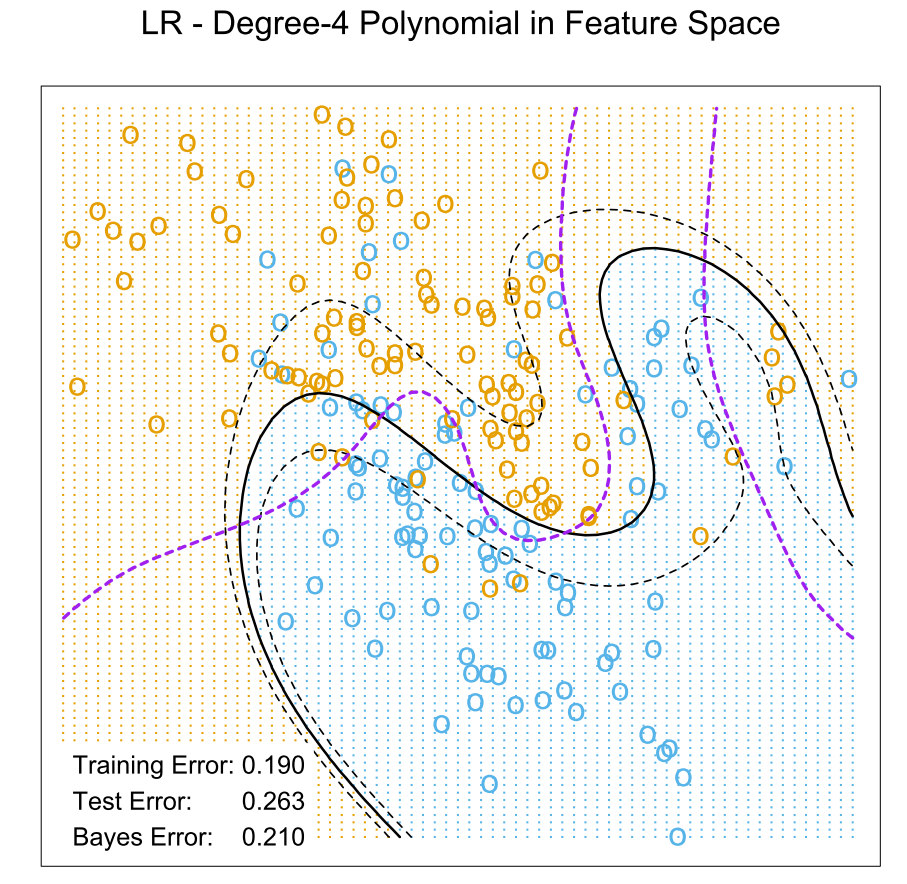 LR - Degree-4 Polynomial in Feature Space
Training Error: 0.190
Test Error: 0.263
Bayes Error: 0.210